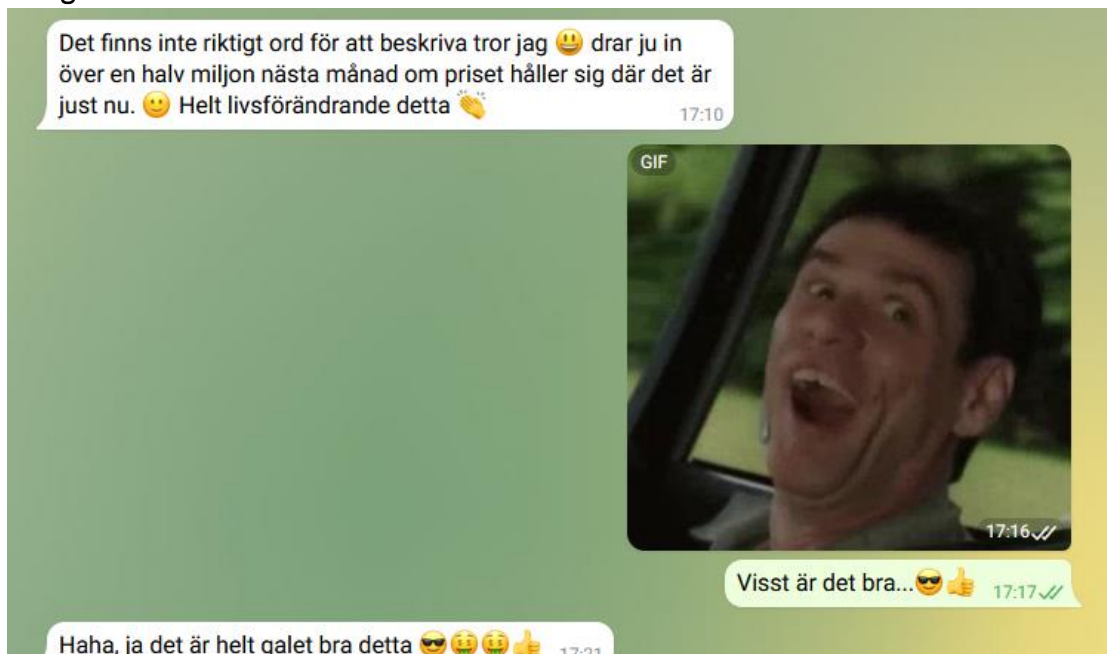 Det finns inte riktigt ord för att beskriva tror jag 😃 drar ju in
över en halv miljon nästa månad om priset håller sig där det är
just nu. 🙂 Helt livsförändrande detta 👏
17:10
GIF
17:16
Visst är det bra...😎👍 17:17
Haha, ja det är helt galet bra detta 😎🤑🤑👍 17:21